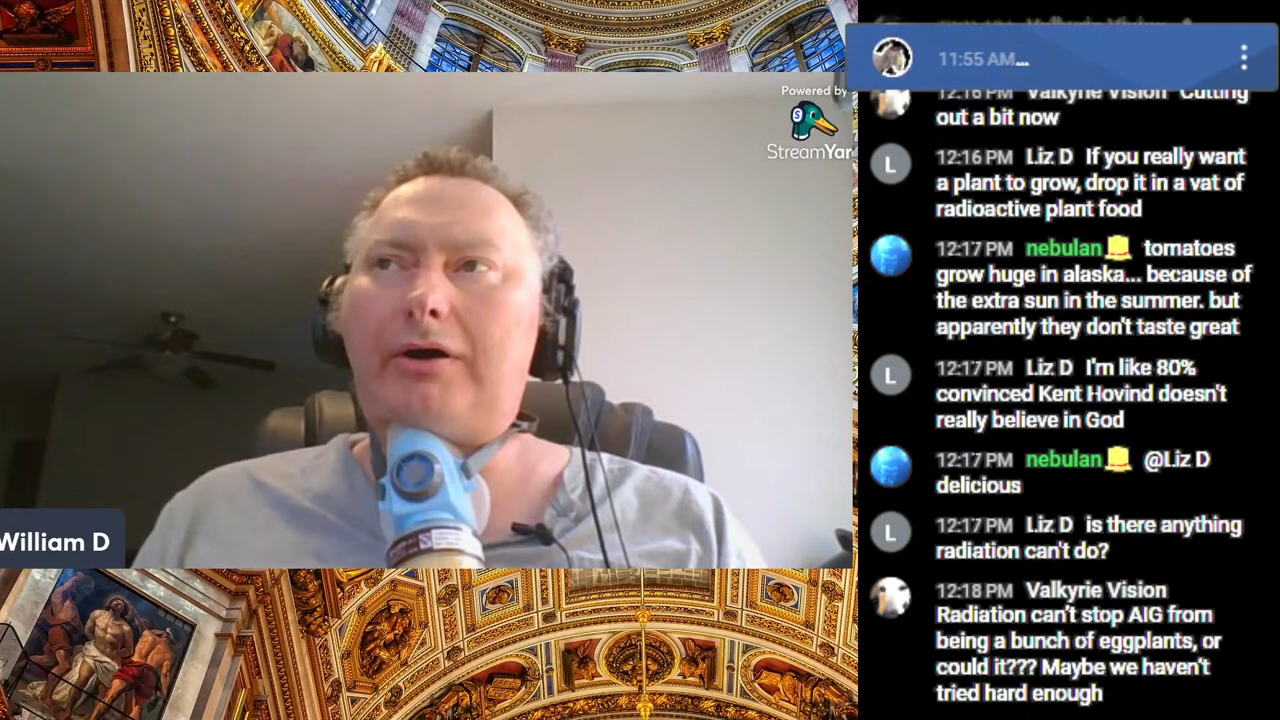 Powered by
StreamYar
William D
11:55 AM...
12:16 PM Valkyrie Vision Cutting
out a bit now
12:16 PM Liz D If you really want
a plant to grow, drop it in a vat of
radioactive plant food
12:17 PM nebulan tomatoes
grow huge in alaska... because of
the extra sun in the summer. but
apparently they don't taste great
L
12:17 PM Liz D I'm like 80%
convinced Kent Hovind doesn't
really believe in God
L
12:17 PM nebulan @Liz D
delicious
12:17 PM Liz D is there anything
radiation can't do?
L
12:18 PM Valkyrie Vision
Radiation can't stop AIG from
being a bunch of eggplants, or
could it??? Maybe we haven't
tried hard enough